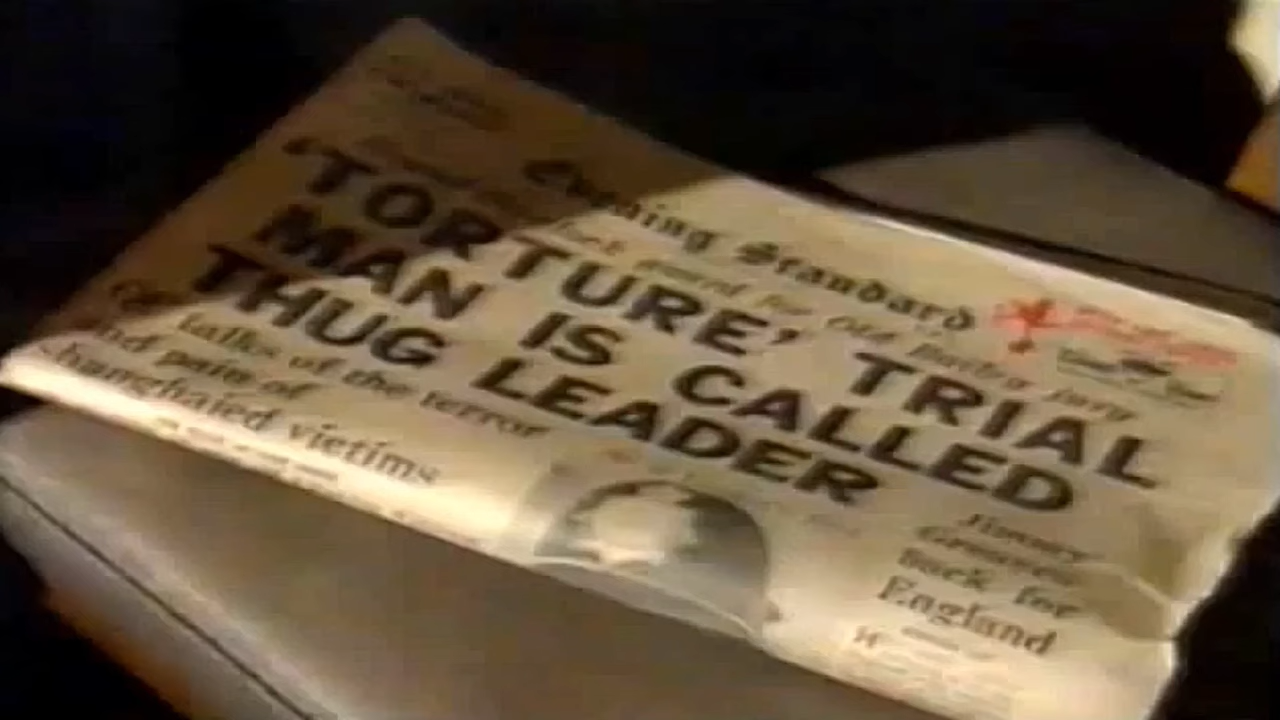 Evening Standard
'TORTURE' TRIAL
MAN IS CALLED
THUG LEADER
talks of the terror
and pain of
shanghaied victims
Jimmy
Greaves
back for
England